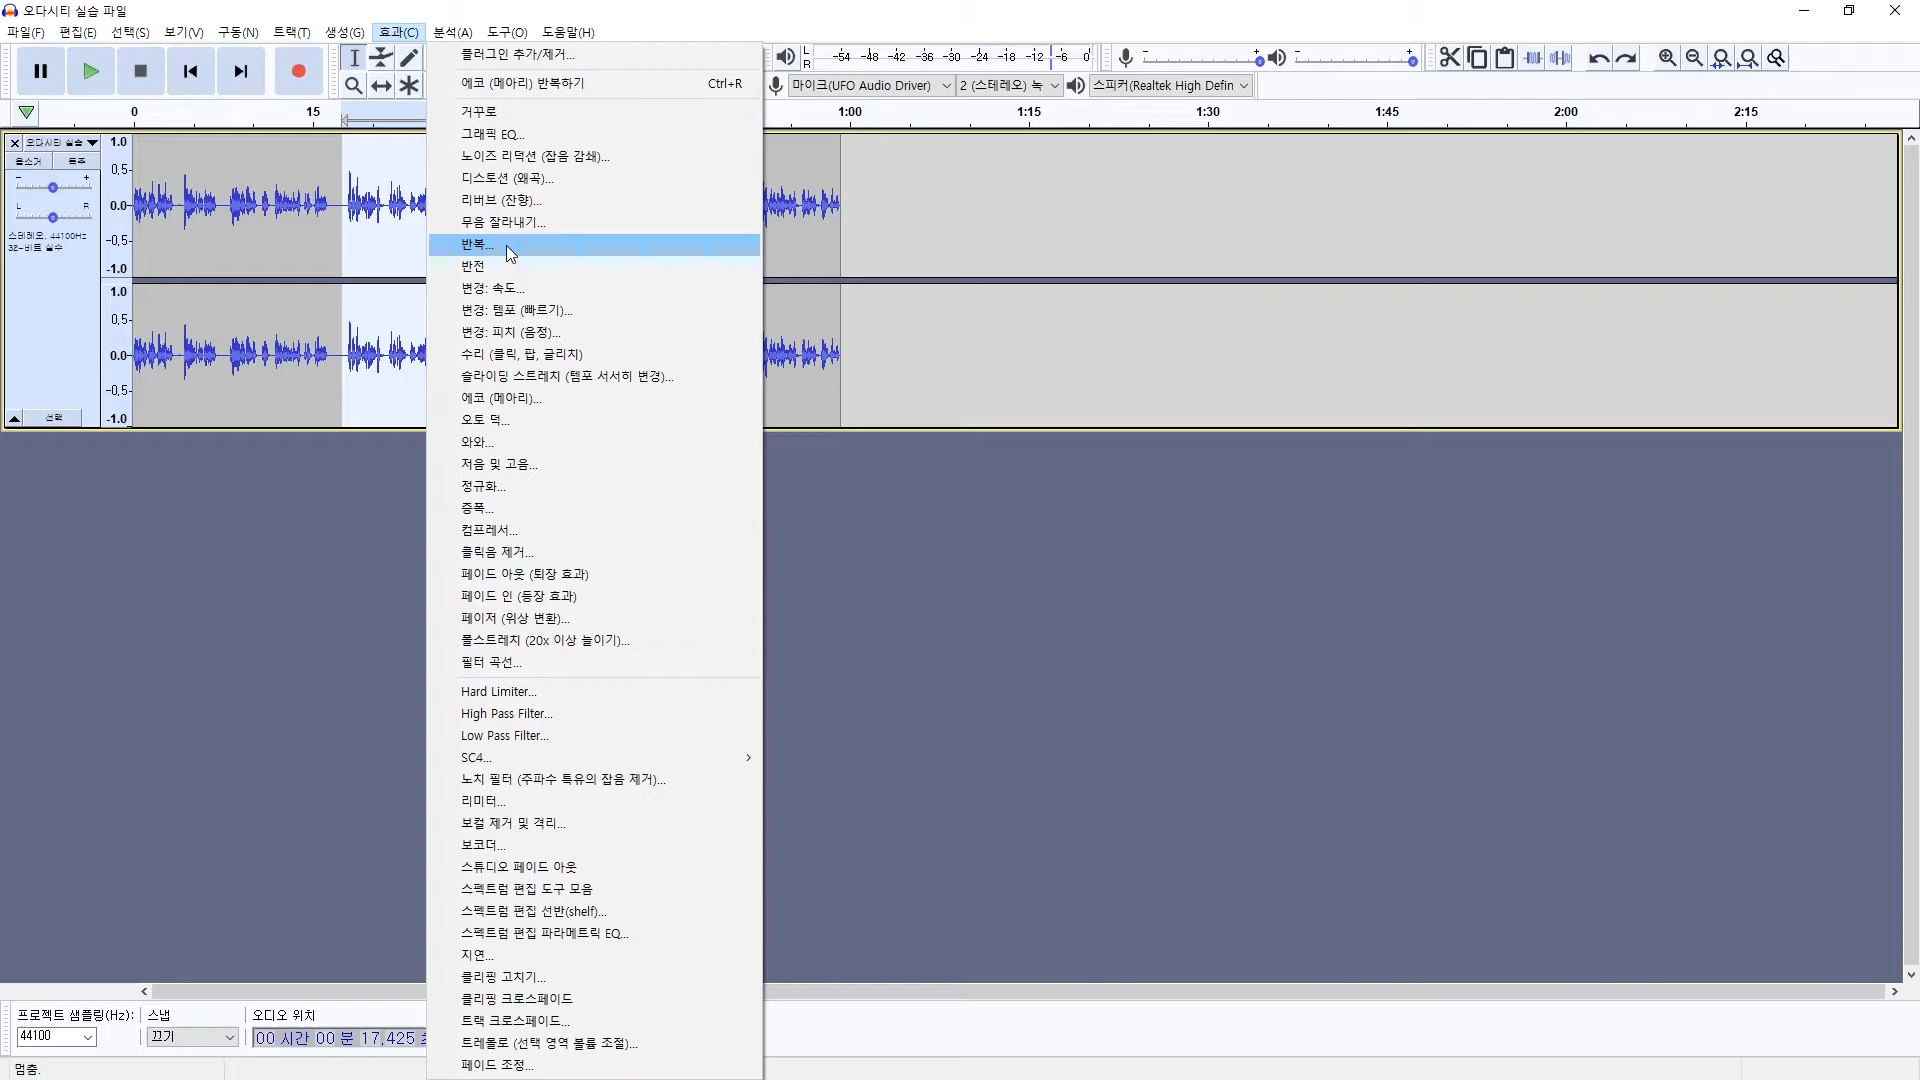 오다시티 실습 파일
파일(F) 편집(E) 선택(S) 보기(V) 구동(N) 트랙(T) 생성(G) 효과(C) 분석(A) 도구(O) 도움말(H)
L
R
-54 -48 -42 -36 -30 -24 -18 -12 -6 0
마이크(UFO Audio Driver) 2 (스테레오) 녹 스피커(Realtek High Defin
0 15 1:00 1:15 1:30 1:45 2:00 2:15
오다시티 실습
음소거 독주
- +
L R
스테레오, 44100Hz
32-비트 실수
선택
1.0
0.5-
0.0-
-0.5-
-1.0
1.0
0.5-
0.0-
-0.5-
-1.0
플러그인 추가/제거...
에코 (메아리) 반복하기 Ctrl+R
거꾸로
그래픽 EQ...
노이즈 리덕션 (잡음 감쇄)...
디스토션 (왜곡)...
리버브 (잔향)...
무음 잘라내기...
반복...
반전
변경: 속도...
변경: 템포 (빠르기)...
변경: 피치 (음정)...
수리 (클릭, 팝, 글리치)
슬라이딩 스트레치 (템포 서서히 변경)...
에코 (메아리)...
오토 덕...
와와...
저음 및 고음...
정규화...
증폭...
컴프레서...
클릭음 제거...
페이드 아웃 (퇴장 효과)
페이드 인 (등장 효과)
페이저 (위상 변환)...
폴스트레치 (20x 이상 늘이기)...
필터 곡선...
Hard Limiter...
High Pass Filter...
Low Pass Filter...
SC4...
노치 필터 (주파수 특유의 잡음 제거)...
리미터...
보컬 제거 및 격리...
보코더...
스튜디오 페이드 아웃
스펙트럼 편집 도구 모음
스펙트럼 편집 선반(shelf)...
스펙트럼 편집 파라메트릭 EQ...
지연...
클리핑 고치기...
클리핑 크로스페이드
트랙 크로스페이드...
트레몰로 (선택 영역 볼륨 조절)...
페이드 조정...
프로젝트 샘플링(Hz): 스냅 오디오 위치
44100 끄기 00 시간 00 분 17.425 초
멈춤.